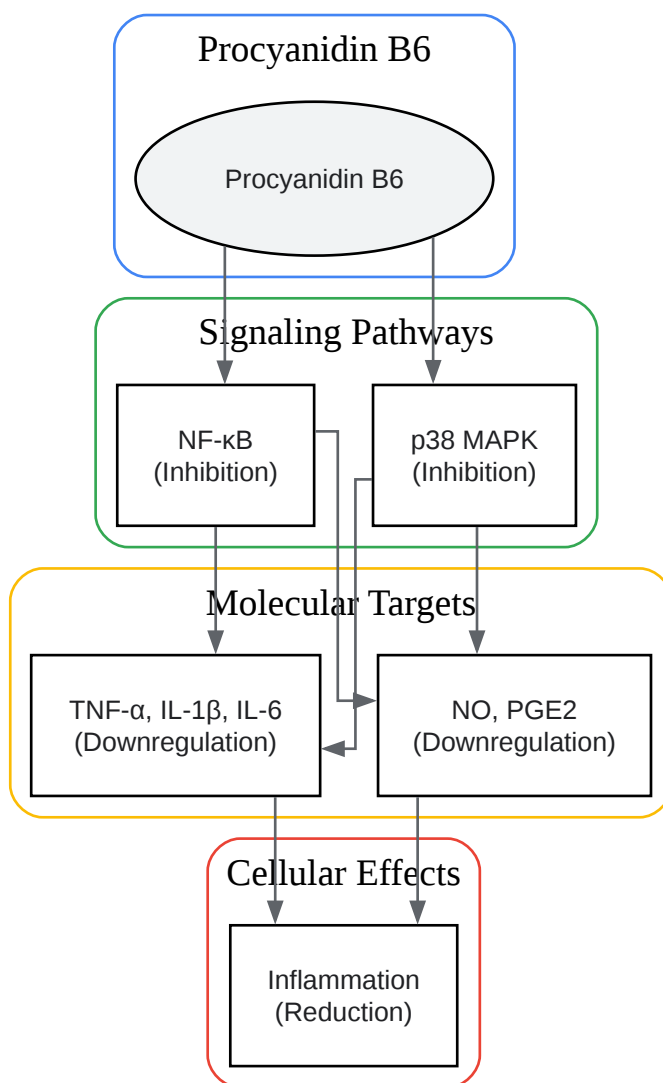 Procyanidin B6
Procyanidin B6
Signaling Pathways
NF-κB
(Inhibition)
p38 MAPK
(Inhibition)
Molecular Targets
TNF-α, IL-1β, IL-6
(Downregulation)
NO, PGE2
(Downregulation)
Cellular Effects
Inflammation
(Reduction)